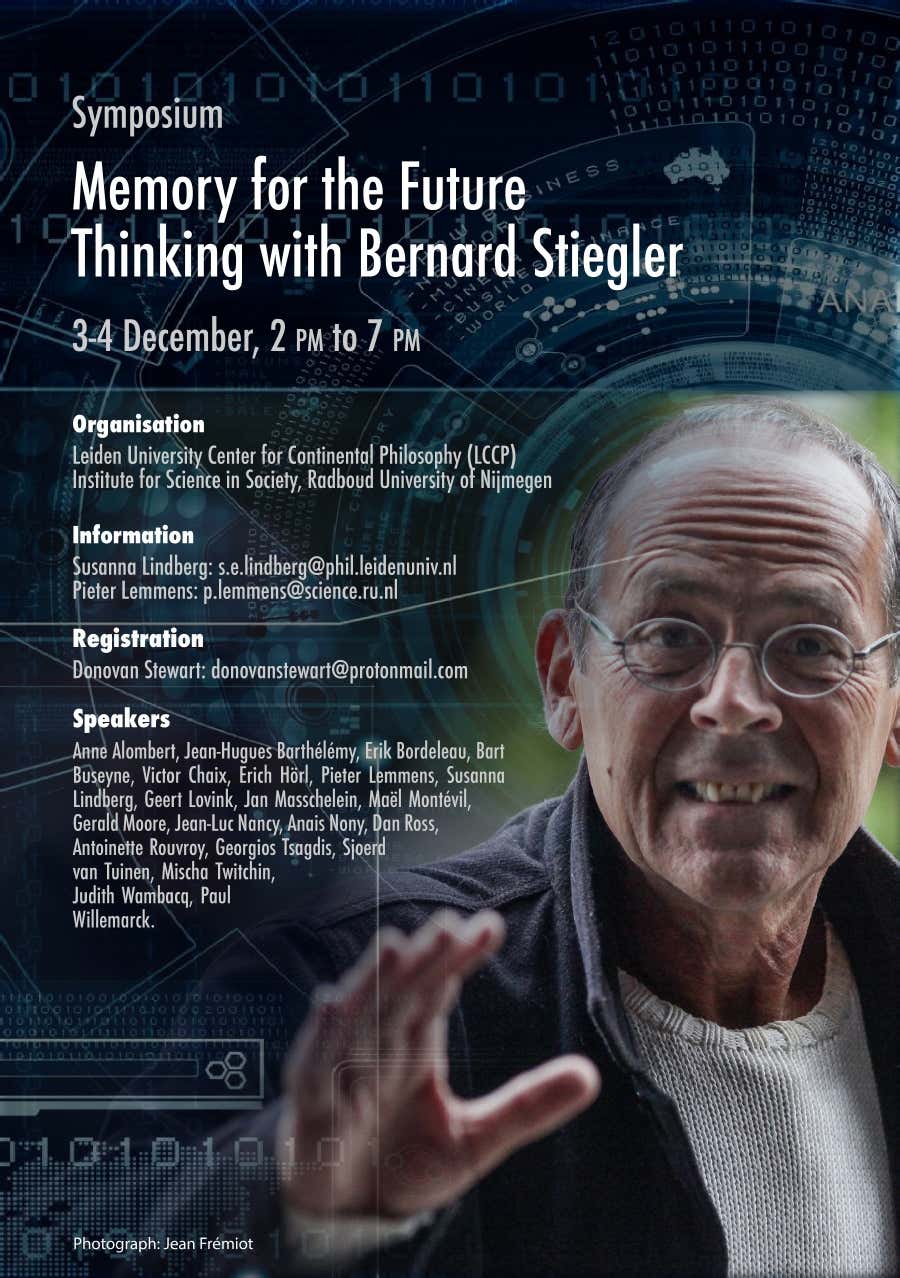 Symposium
Memory for the Future
Thinking with Bernard Stiegler
3-4 December, 2 PM to 7 PM
Organisation
Leiden University Center for Continental Philosophy (LCCP)
Institute for Science in Society, Radboud University of Nijmegen
Information
Susanna Lindberg: s.e.lindberg@phil.leidenuniv.nl
Pieter Lemmens: p.lemmens@science.ru.nl
Registration
Donovan Stewart: donovanstewart@protonmail.com
Speakers
Anne Alombert, Jean-Hugues Barthélémy, Erik Bordeleau, Bart
Buseyne, Victor Chaix, Erich Hörl, Pieter Lemmens, Susanna
Lindberg, Geert Lovink, Jan Masschelein, Maël Montévil,
Gerald Moore, Jean-Luc Nancy, Anais Nony, Dan Ross,
Antoinette Rouvroy, Georgios Tsagdis, Sjoerd
van Tuinen, Mischa Twitchin,
Judith Wambacq, Paul
Willemarck.
Photograph: Jean Frémiot